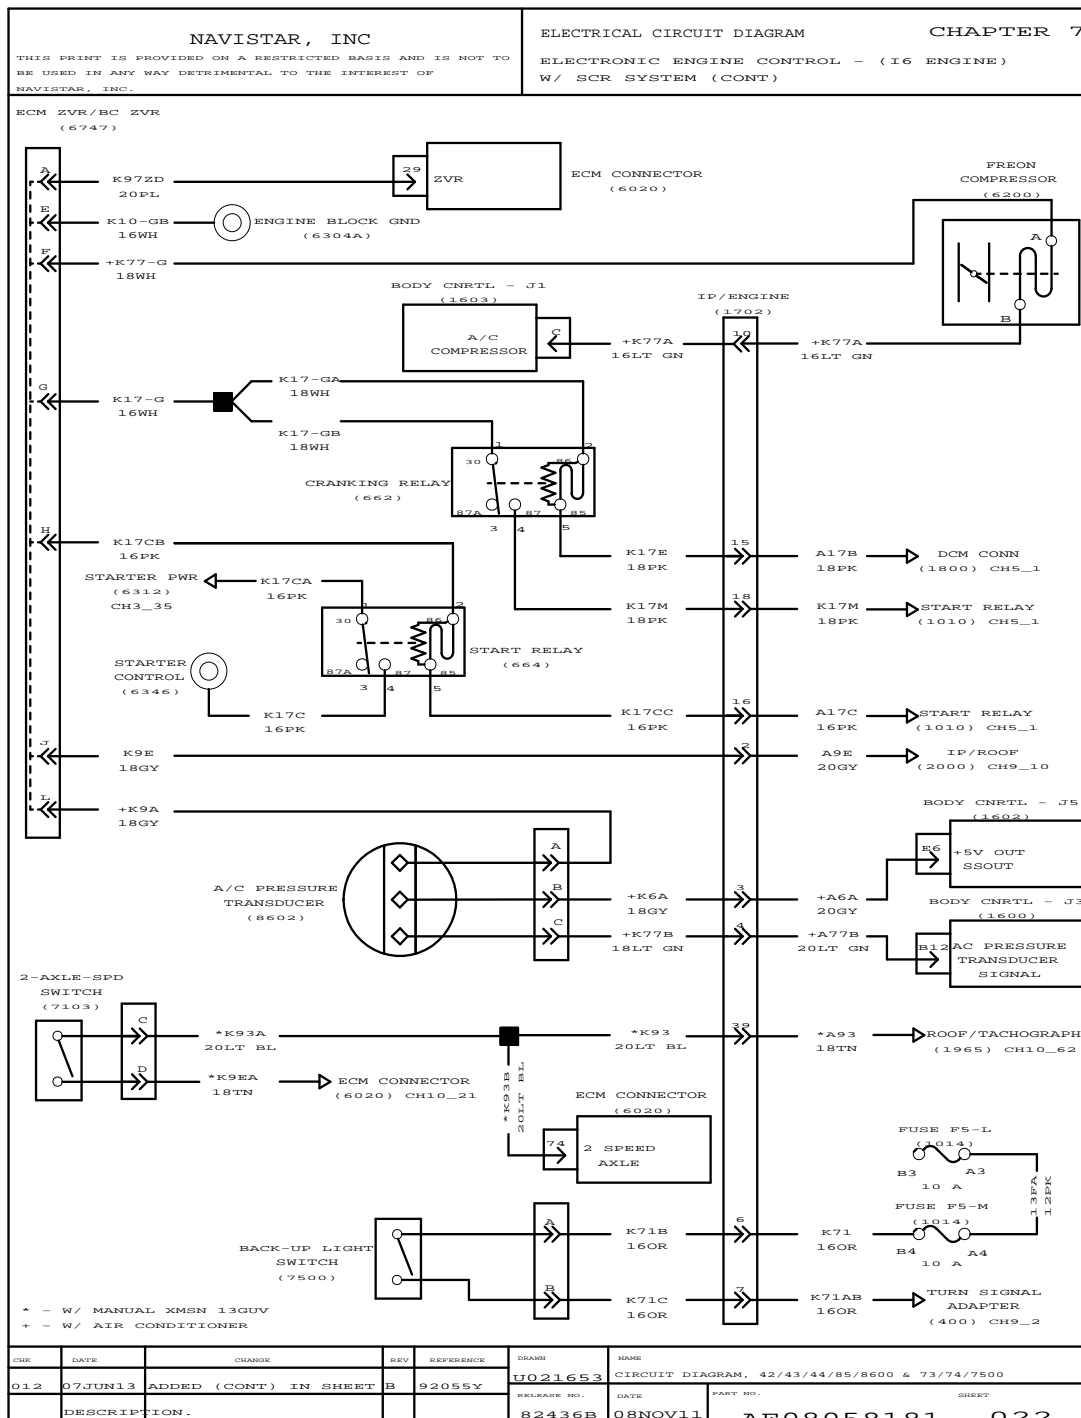 NAVISTAR, INC
THIS PRINT IS PROVIDED ON A RESTRICTED BASIS AND IS NOT TO
BE USED IN ANY WAY DETRIMENTAL TO THE INTEREST OF
NAVISTAR, INC.
ELECTRICAL CIRCUIT DIAGRAM CHAPTER 7
ELECTRONIC ENGINE CONTROL - (I6 ENGINE)
W/ SCR SYSTEM (CONT)
ECM ZVR/BC ZVR
(6747)
A
K97ZD
20PL
29
ZVR
ECM CONNECTOR
(6020)
E
K10-GB
16WH
ENGINE BLOCK GND
(6304A)
F
+K77-G
18WH
FREON
COMPRESSOR
(6200)
A
B
BODY CNRTL - J1
(1603)
A/C
COMPRESSOR
C
+K77A
16LT GN
IP/ENGINE
(1702)
10
+K77A
16LT GN
G
K17-G
16WH
K17-GA
18WH
K17-GB
18WH
1
2
30
86
CRANKING RELAY
(662)
87A
87
85
3
4
5
K17E
18PK
15
A17B
18PK
DCM CONN
(1800) CH5_1
K17M
18PK
18
K17M
18PK
START RELAY
(1010) CH5_1
H
K17CB
16PK
STARTER PWR
(6312)
CH3_35
K17CA
16PK
1
2
30
86
START RELAY
(664)
87A
87
85
3
4
5
STARTER
CONTROL
(6346)
K17C
16PK
K17CC
16PK
16
A17C
16PK
START RELAY
(1010) CH5_1
J
K9E
18GY
2
A9E
20GY
IP/ROOF
(2000) CH9_10
L
+K9A
18GY
A
B
C
A/C PRESSURE
TRANSDUCER
(8602)
+K6A
18GY
3
+A6A
20GY
BODY CNRTL - J5
(1602)
E6
+5V OUT
SSOUT
+K77B
18LT GN
4
+A77B
20LT GN
BODY CNRTL - J3
(1600)
B12
AC PRESSURE
TRANSDUCER
SIGNAL
2-AXLE-SPD
SWITCH
(7103)
C
*K93A
20LT BL
*K93
20LT BL
39
*A93
18TN
ROOF/TACHOGRAPH
(1965) CH10_62
D
*K9EA
18TN
ECM CONNECTOR
(6020) CH10_21
*K93B
20LT BL
ECM CONNECTOR
(6020)
74
2 SPEED
AXLE
FUSE F5-L
(1014)
B3
A3
10 A
13FA
12PK
FUSE F5-M
(1014)
B4
A4
10 A
BACK-UP LIGHT
SWITCH
(7500)
A
K71B
16OR
6
K71
16OR
B
K71C
16OR
7
K71AB
16OR
TURN SIGNAL
ADAPTER
(400) CH9_2
* - W/ MANUAL XMSN 13GUV
+ - W/ AIR CONDITIONER
CHK DATE CHANGE REV REFERENCE
012 07JUN13 ADDED (CONT) IN SHEET B 92055Y
DESCRIPTION.
DRAWN
U021653
NAME
CIRCUIT DIAGRAM, 42/43/44/85/8600 & 73/74/7500
RELEASE NO.
82436B
DATE
08NOV11
PART NO.
SHEET